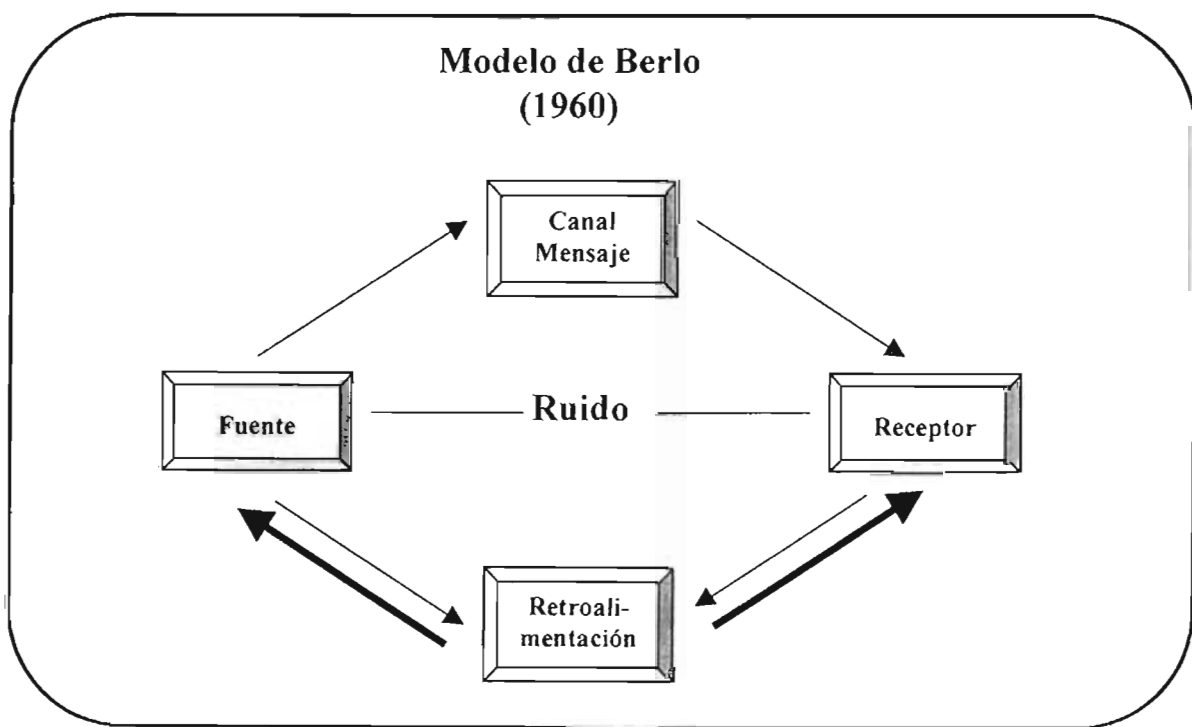 Modelo de Berlo
(1960)
Canal
Mensaje
Fuente
Ruido
Receptor
Retroali-
mentación